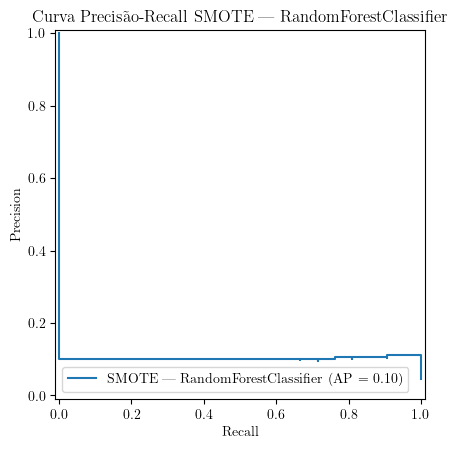 Curva Precisão-Recall SMOTE — RandomForestClassifier
1.0
0.8
0.6
0.4
0.2
0.0
Precision
SMOTE — RandomForestClassifier (AP = 0.10)
0.0 0.2 0.4 0.6 0.8 1.0
Recall